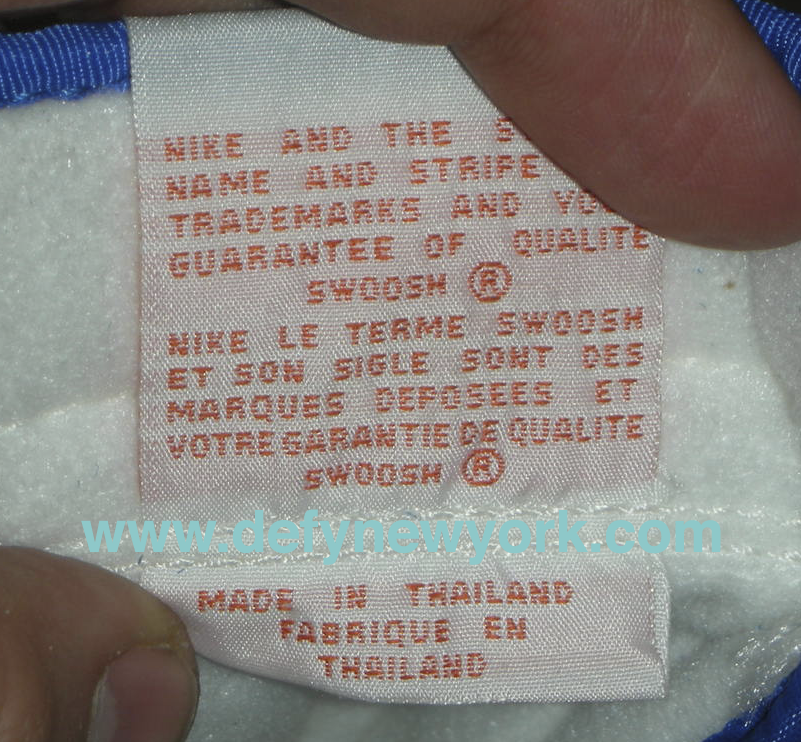 NIKE AND THE
NAME AND STRIPE
TRADEMARKS AND
GUARANTEE OF QUALITE
SWOOSH ®
NIKE LE TERME SWOOSH
ET SON SIGLE SONT DES
MARQUES DEPOSEES ET
VOTRE GARANTIE DE QUALITE
SWOOSH ®
www.defynewyork.com
MADE IN THAILAND
FABRIQUE EN
THAILAND